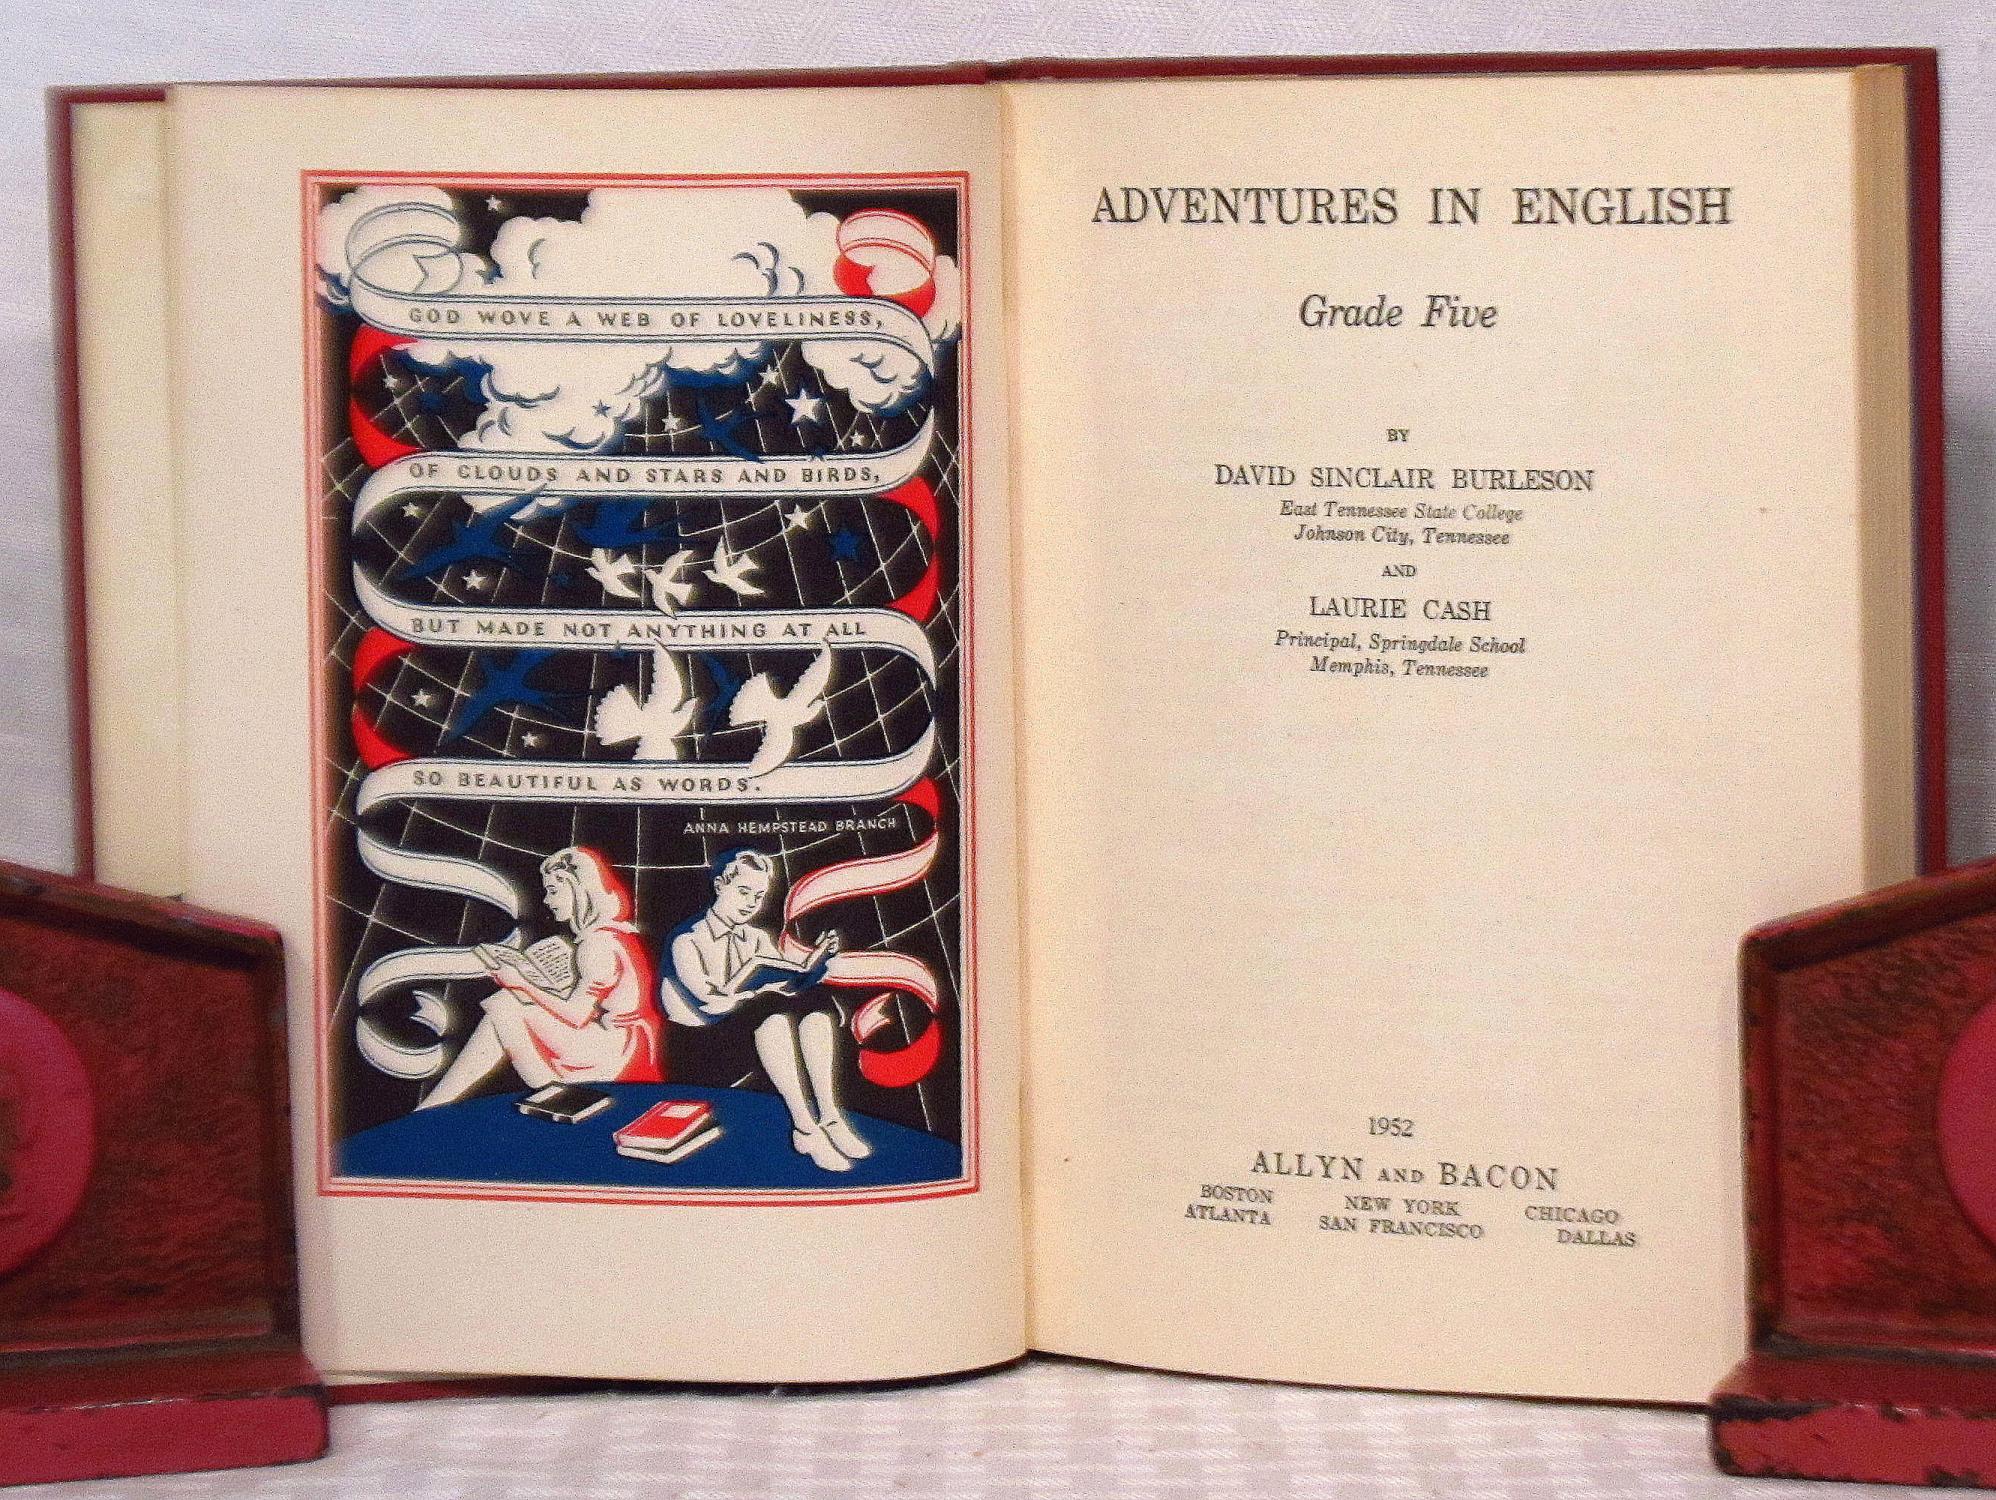 GOD WOVE A WEB OF LOVELINESS,
OF CLOUDS AND STARS AND BIRDS,
BUT MADE NOT ANYTHING AT ALL
SO BEAUTIFUL AS WORDS.
ANNA HEMPSTEAD BRANCH
ADVENTURES IN ENGLISH
Grade Five
BY
DAVID SINCLAIR BURLESON
East Tennessee State College
Johnson City, Tennessee
AND
LAURIE CASH
Principal, Springdale School
Memphis, Tennessee
1952
ALLYN AND BACON
BOSTON NEW YORK CHICAGO
ATLANTA SAN FRANCISCO DALLAS